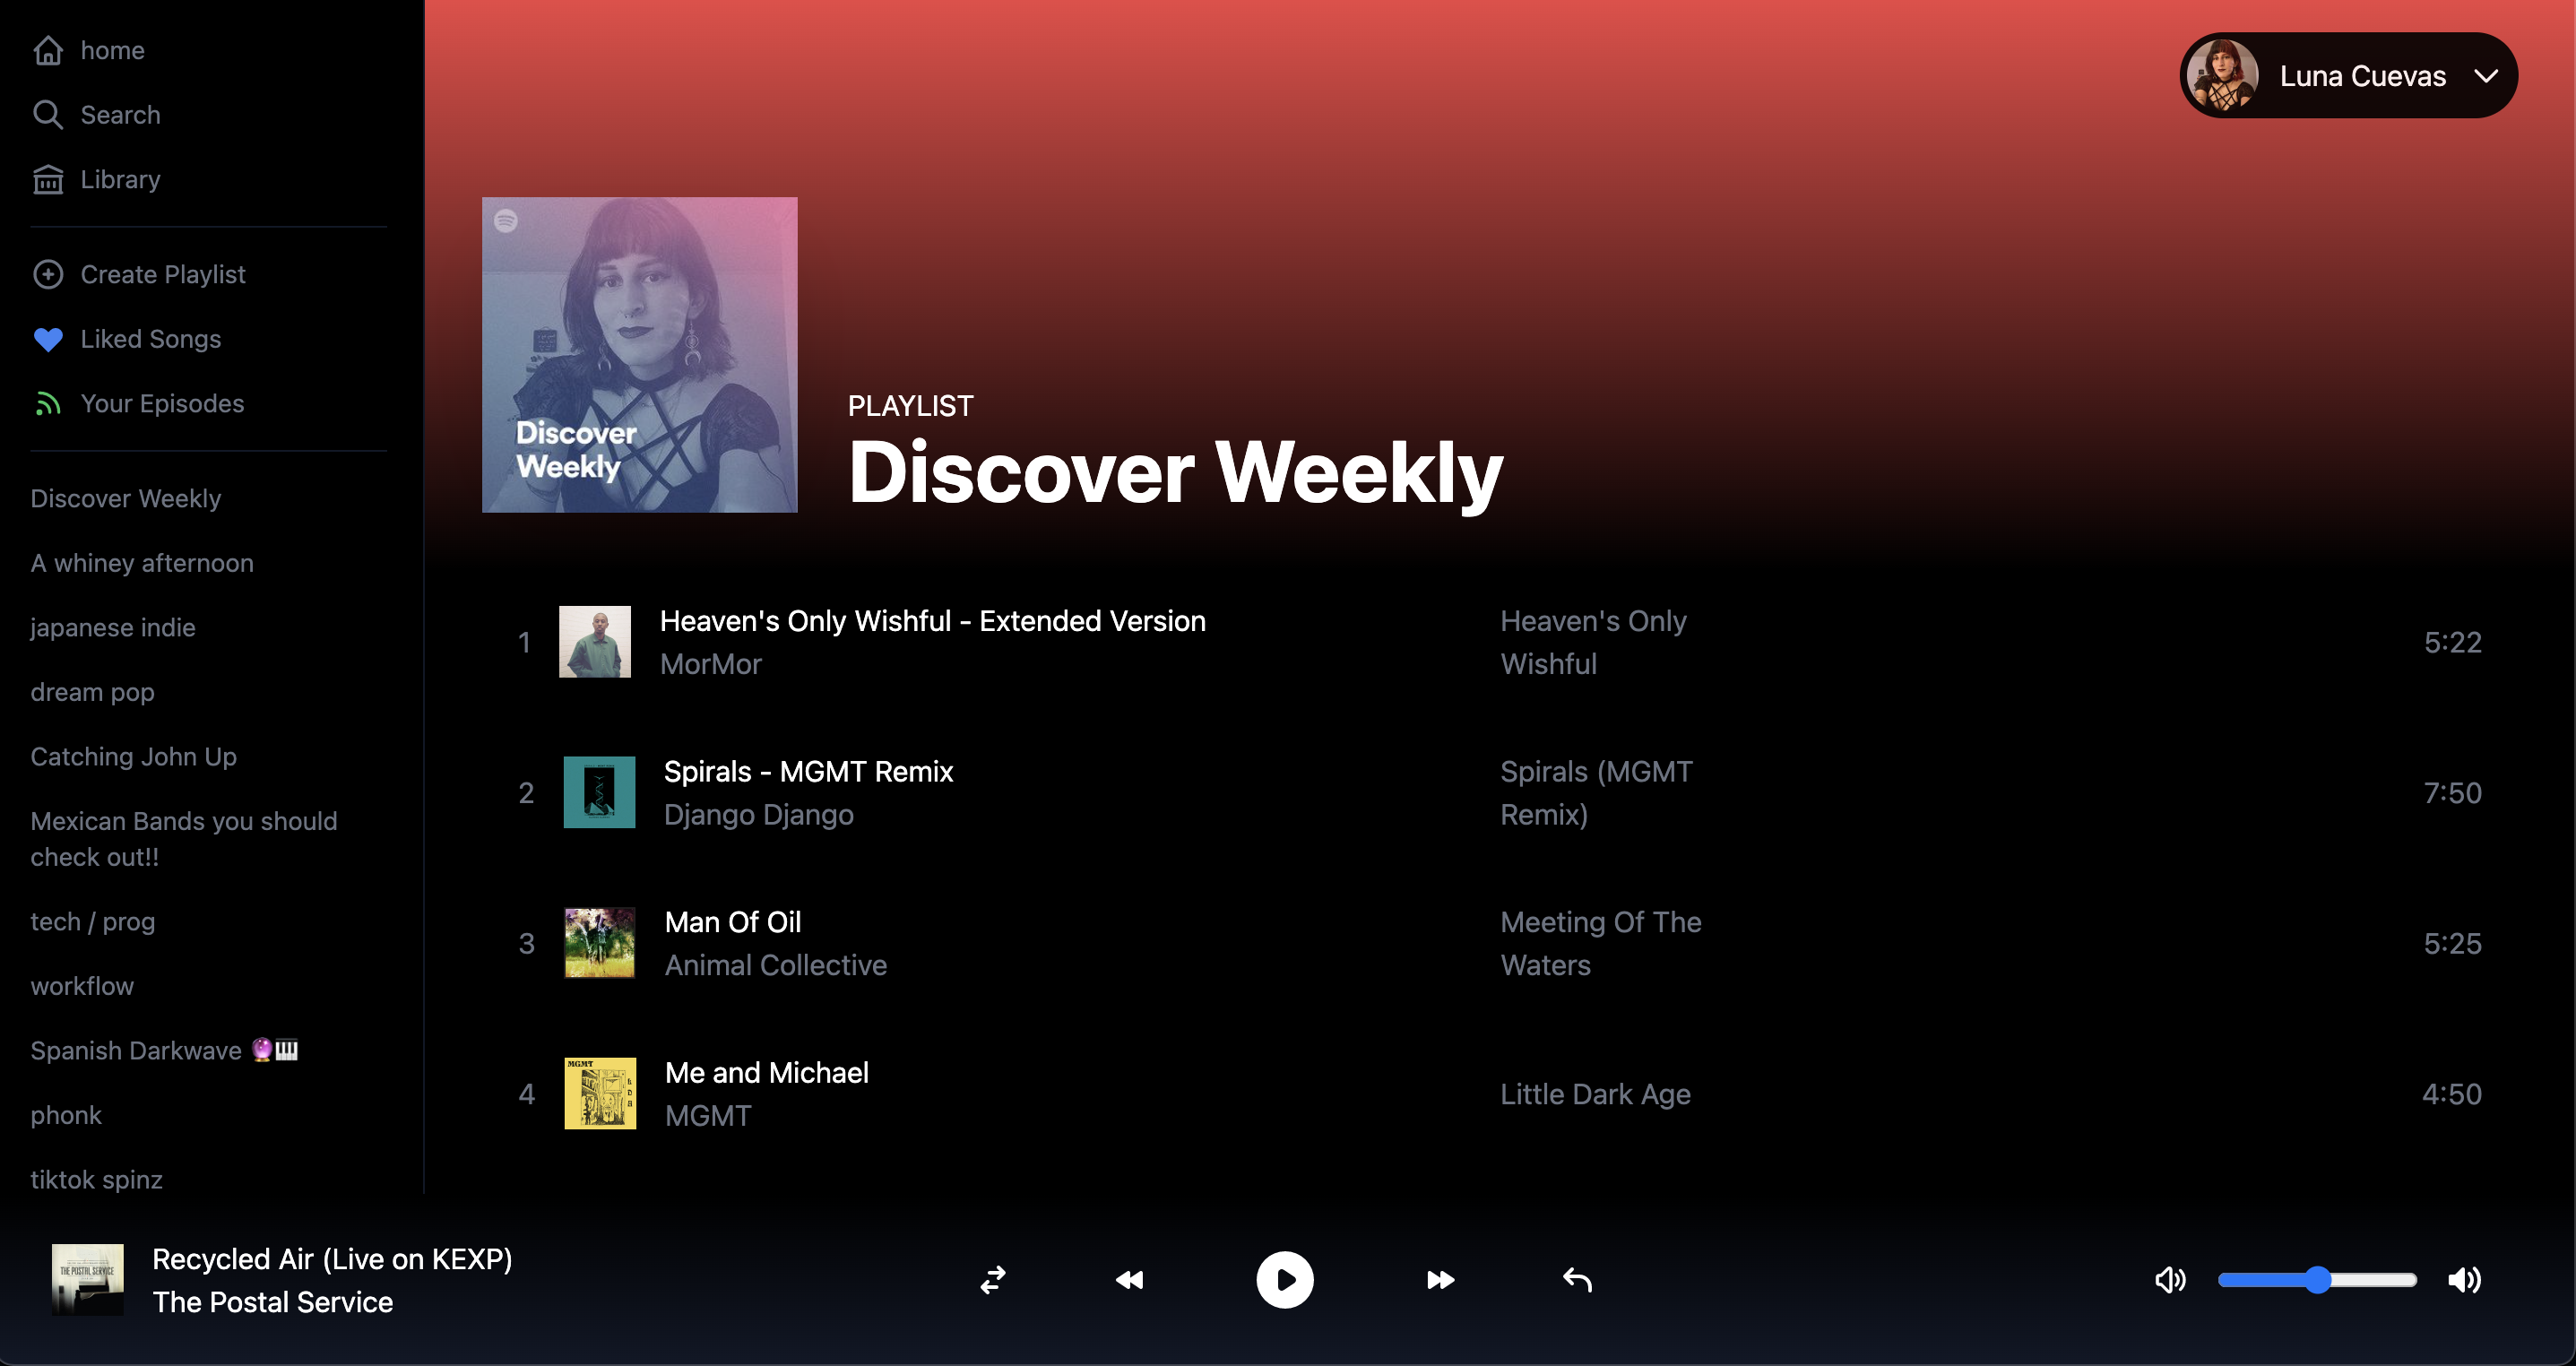 home
Search
Library
Create Playlist
Liked Songs
Your Episodes
Discover Weekly
A whiney afternoon
japanese indie
dream pop
Catching John Up
Mexican Bands you should
check out!!
tech / prog
workflow
Spanish Darkwave 🔮🎹
phonk
tiktok spinz
Luna Cuevas
Discover
Weekly
PLAYLIST
Discover Weekly
1
Heaven's Only Wishful - Extended Version
MorMor
Heaven's Only
Wishful
5:22
2
Spirals - MGMT Remix
Django Django
Spirals (MGMT
Remix)
7:50
3
Man Of Oil
Animal Collective
Meeting Of The
Waters
5:25
4
MGMT
Me and Michael
MGMT
Little Dark Age
4:50
THE POSTAL SERVICE
Recycled Air (Live on KEXP)
The Postal Service